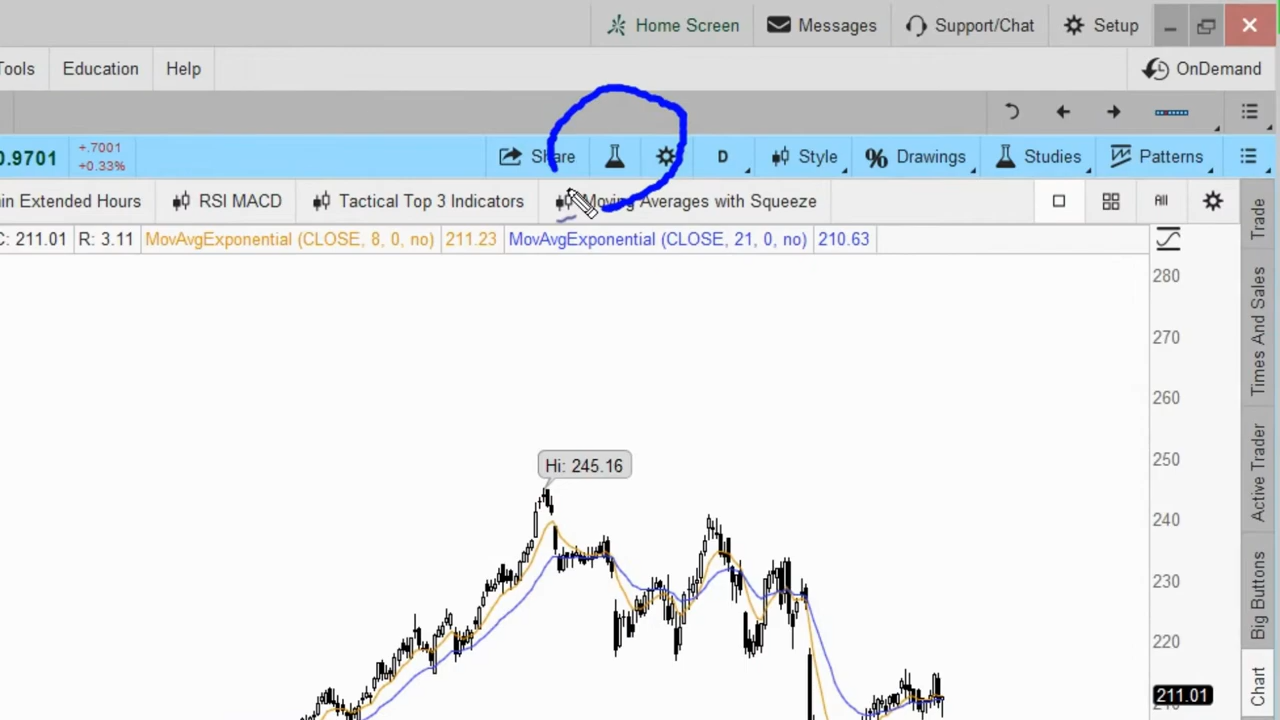 Home Screen Messages Support/Chat Setup
Tools Education Help OnDemand
0.9701 +.7001 +0.33% Share D Style Drawings Studies Patterns
in Extended Hours RSI MACD Tactical Top 3 Indicators Moving Averages with Squeeze All
C: 211.01 R: 3.11 MovAvgExponential (CLOSE, 8, 0, no) 211.23 MovAvgExponential (CLOSE, 21, 0, no) 210.63
280
270
260
250
Hi: 245.16
240
230
220
211.01
Trade
Times And Sales
Active Trader
Big Buttons
Chart